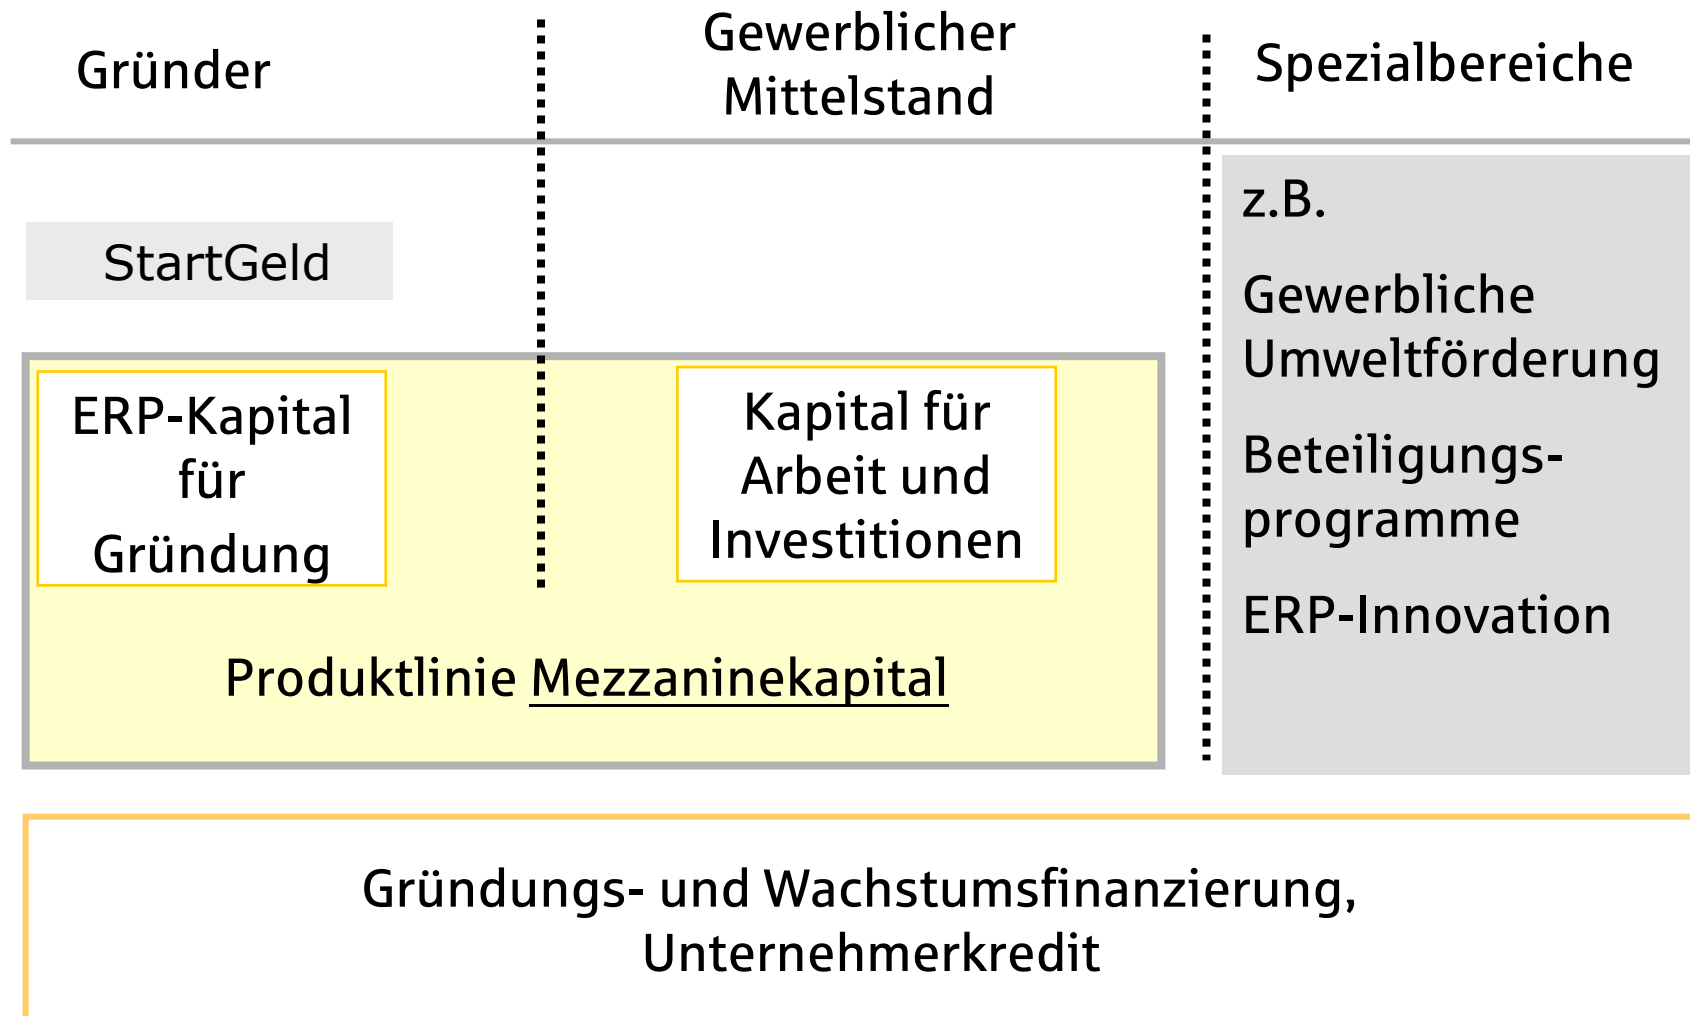 Gründer
Gewerblicher
Mittelstand
Spezialbereiche
StartGeld
ERP-Kapital
für
Gründung
Kapital für
Arbeit und
Investitionen
Produktlinie Mezzaninekapital
z.B.
Gewerbliche
Umweltförderung
Beteiligungs-
programme
ERP-Innovation
Gründungs- und Wachstumsfinanzierung,
Unternehmerkredit